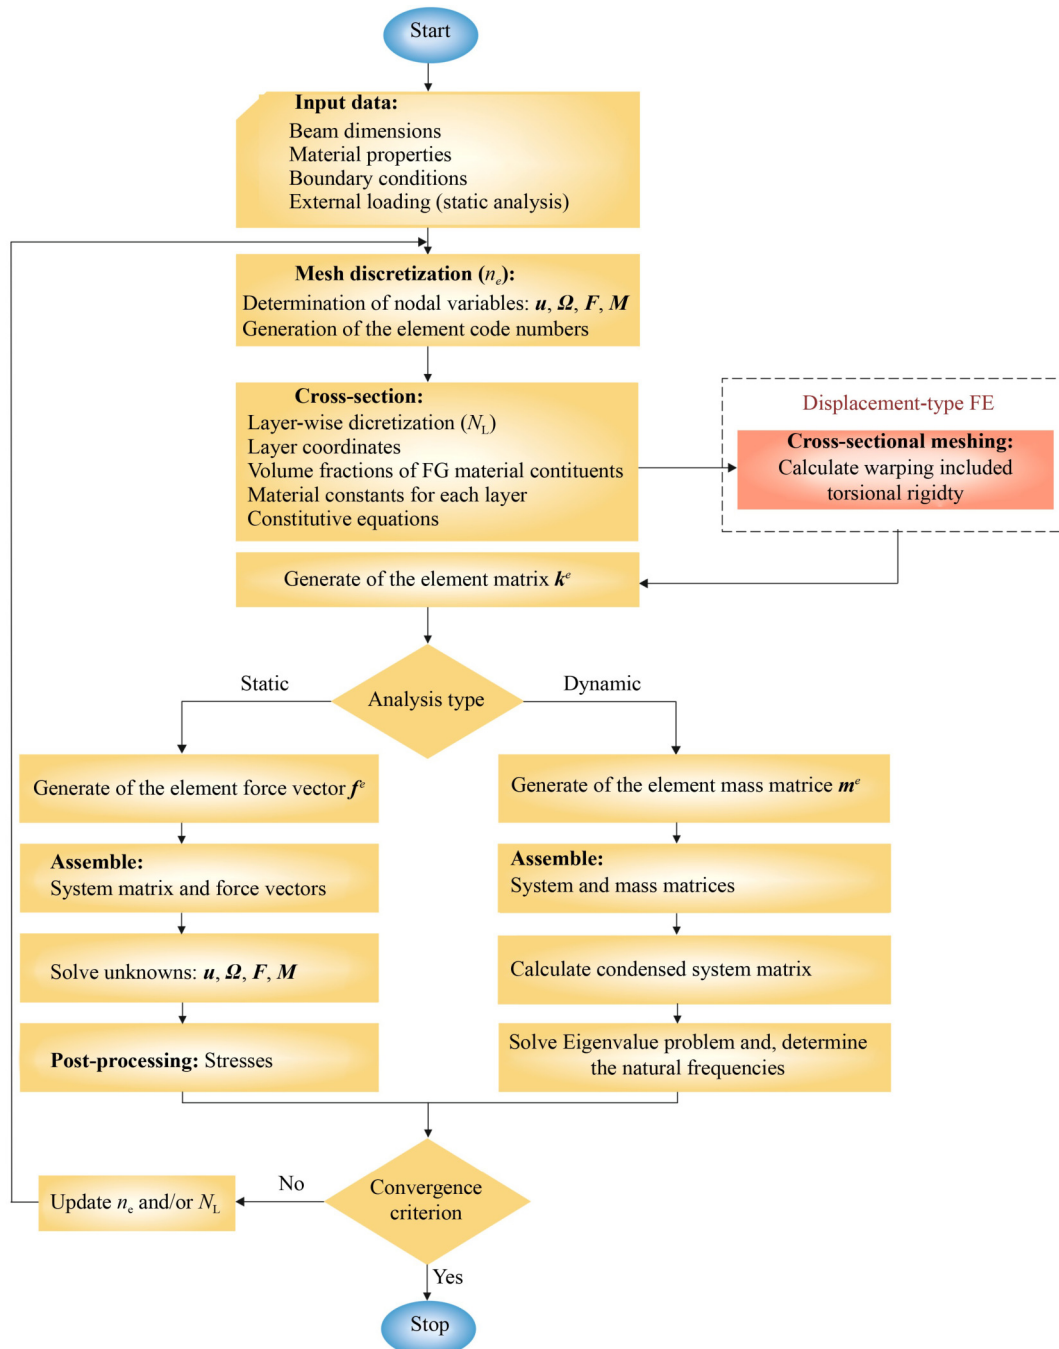 Start
Input data:
Beam dimensions
Material properties
Boundary conditions
External loading (static analysis)
Mesh discretization (nₑ):
Determination of nodal variables: u, Ω, F, M
Generation of the element code numbers
Cross-section:
Layer-wise dicretization (N_L)
Layer coordinates
Volume fractions of FG material contituents
Material constants for each layer
Constitutive equations
Displacement-type FE
Cross-sectional meshing:
Calculate warping included
torsional rigidty
Generate of the element matrix kᵉ
Analysis type
Static
Dynamic
Generate of the element force vector fᵉ
Assemble:
System matrix and force vectors
Solve unknowns: u, Ω, F, M
Post-processing: Stresses
Generate of the element mass matrice mᵉ
Assemble:
System and mass matrices
Calculate condensed system matrix
Solve Eigenvalue problem and, determine
the natural frequencies
Convergence
criterion
No
Update nₑ and/or N_L
Yes
Stop